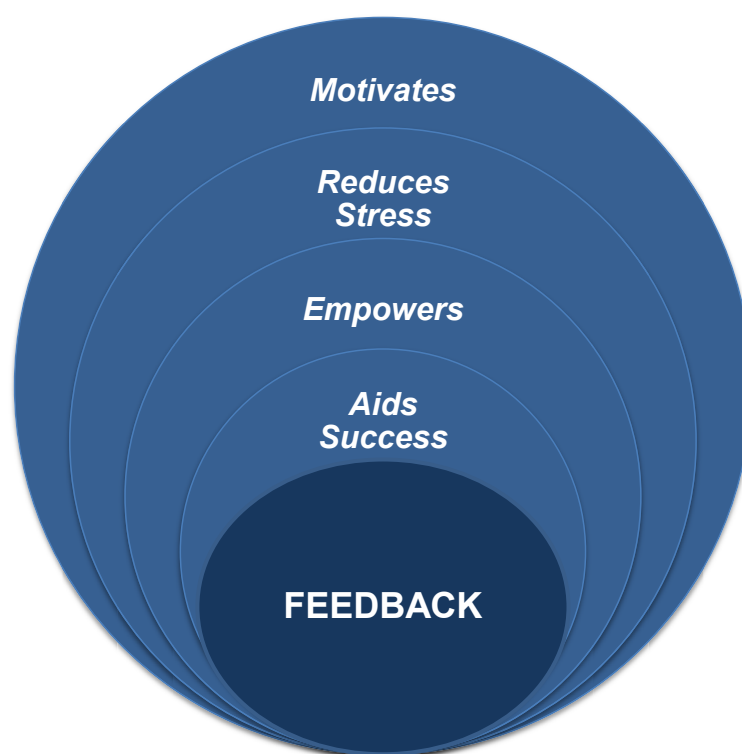 Motivates
Reduces
Stress
Empowers
Aids
Success
FEEDBACK